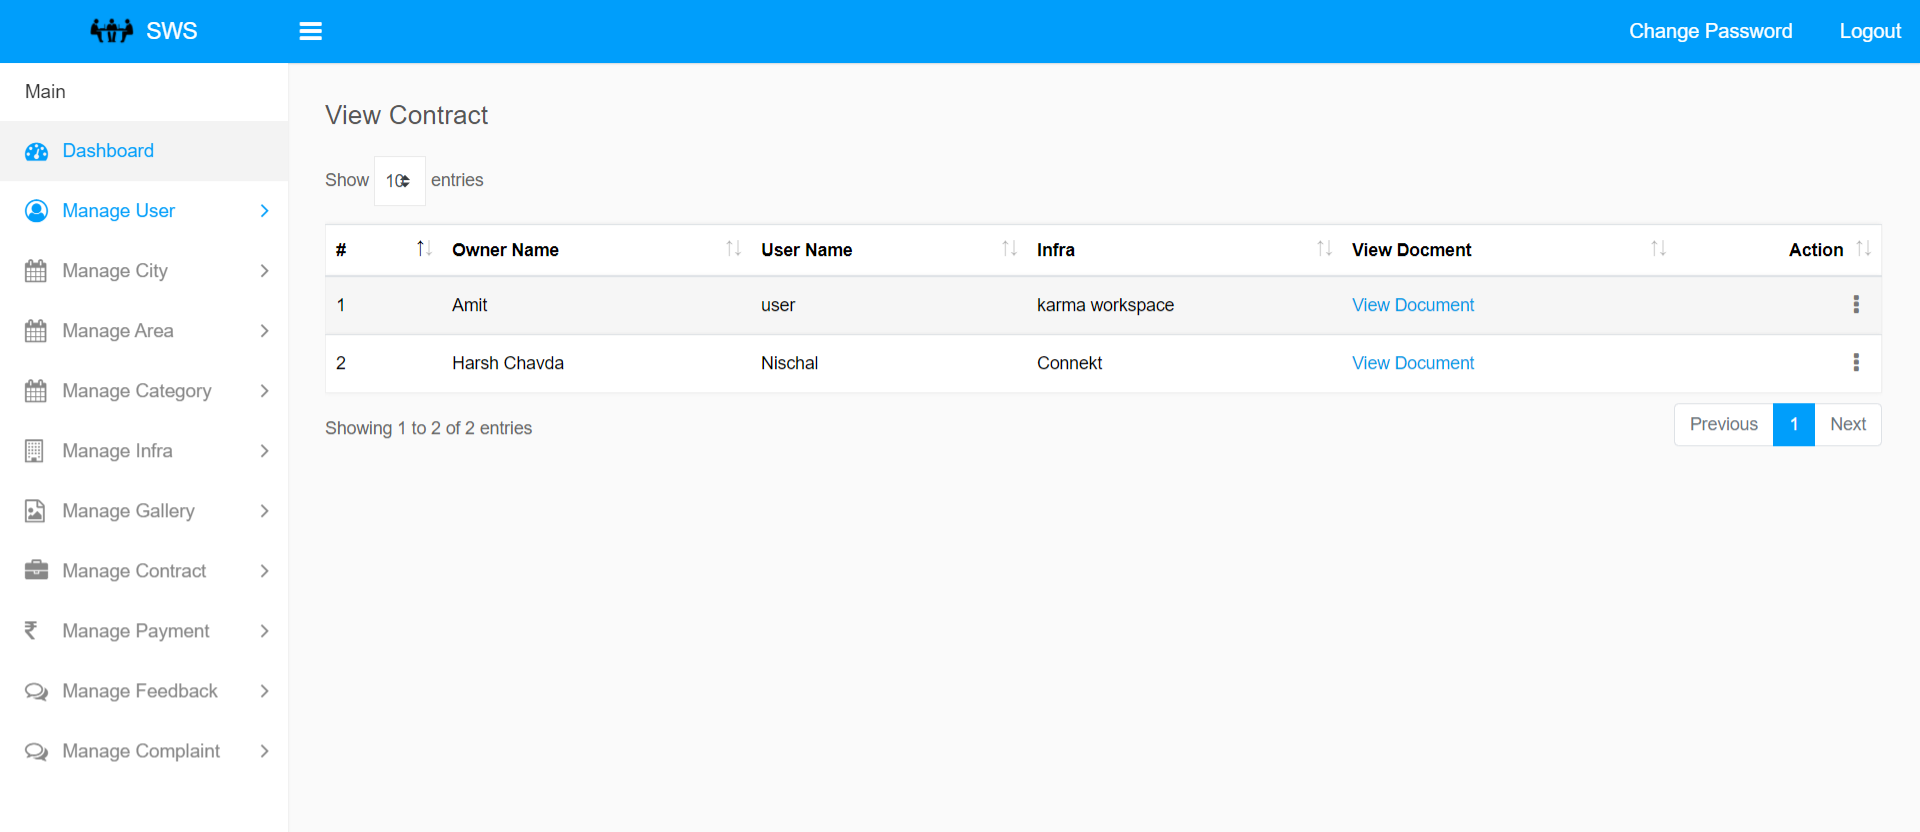 SWS
Change Password Logout
Main
Dashboard
Manage User
Manage City
Manage Area
Manage Category
Manage Infra
Manage Gallery
Manage Contract
₹ Manage Payment
Manage Feedback
Manage Complaint
View Contract
Show 10 entries
# Owner Name User Name Infra View Docment Action
1 Amit user karma workspace View Document
2 Harsh Chavda Nischal Connekt View Document
Showing 1 to 2 of 2 entries
Previous 1 Next